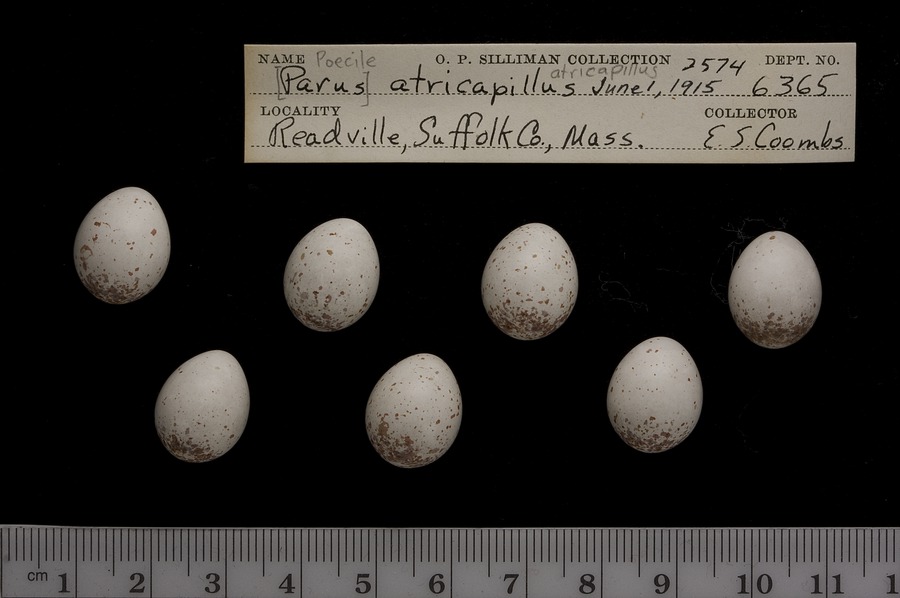 NAME Poecile O. P. SILLIMAN COLLECTION 2574 DEPT. NO.
[Parus] atricapillus atricapillus June 1, 1915 6365
LOCALITY COLLECTOR
Readville, Suffolk Co., Mass. E. S. Coombs
cm 1 2 3 4 5 6 7 8 9 10 11 1